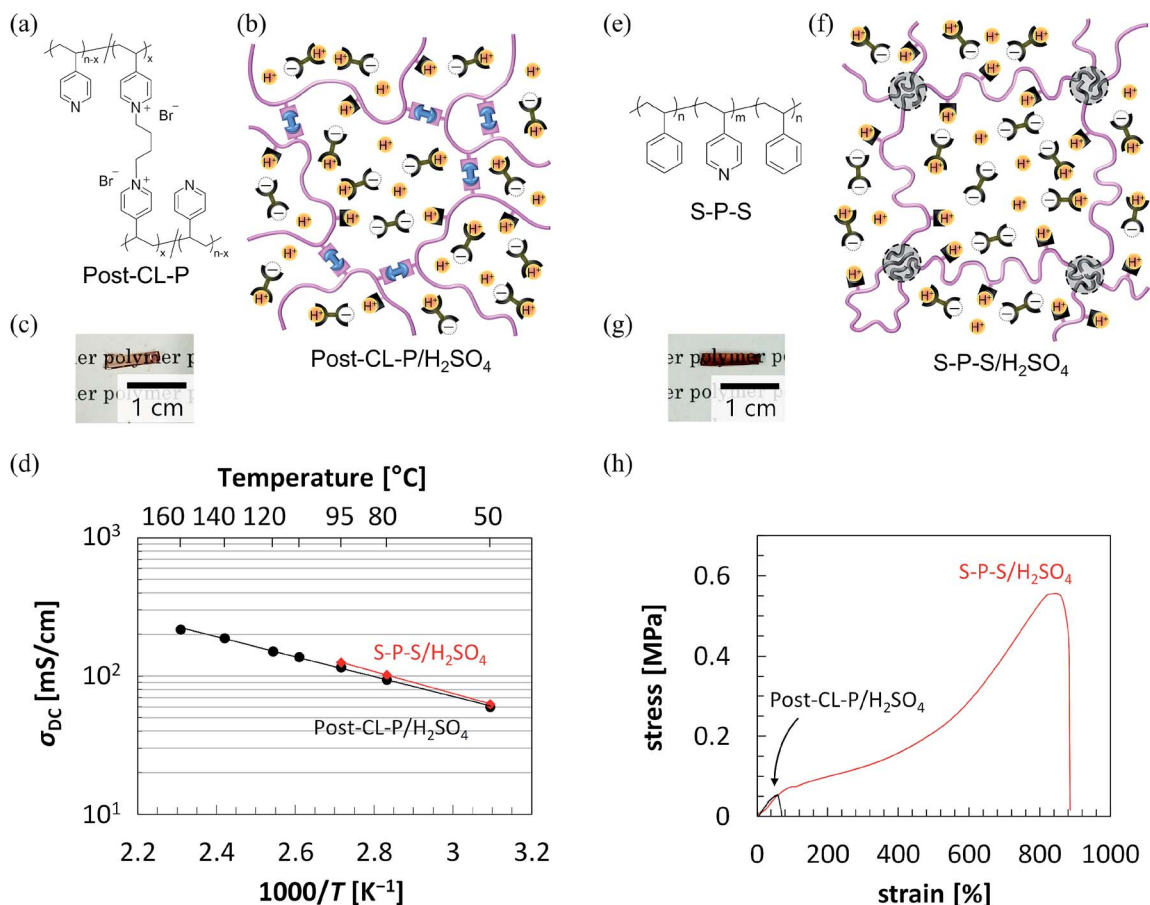 (a)
n-x
x
N
N⁺
Br⁻
Br⁻
N⁺
N
x
n-x
Post-CL-P
(b)
H⁺
−
Post-CL-P/H₂SO₄
(c)
er polymer p
er polymer p
1 cm
(e)
n
m
n
N
S-P-S
(f)
H⁺
−
S-P-S/H₂SO₄
(g)
er polymer po
er polymer p
1 cm
(d)
Temperature [°C]
160 140 120 95 80 50
10³
10²
10¹
σDC [mS/cm]
S-P-S/H₂SO₄
Post-CL-P/H₂SO₄
2.2 2.4 2.6 2.8 3 3.2
1000/T [K⁻¹]
(h)
0.6
0.4
0.2
0
stress [MPa]
S-P-S/H₂SO₄
Post-CL-P/H₂SO₄
0 200 400 600 800 1000
strain [%]